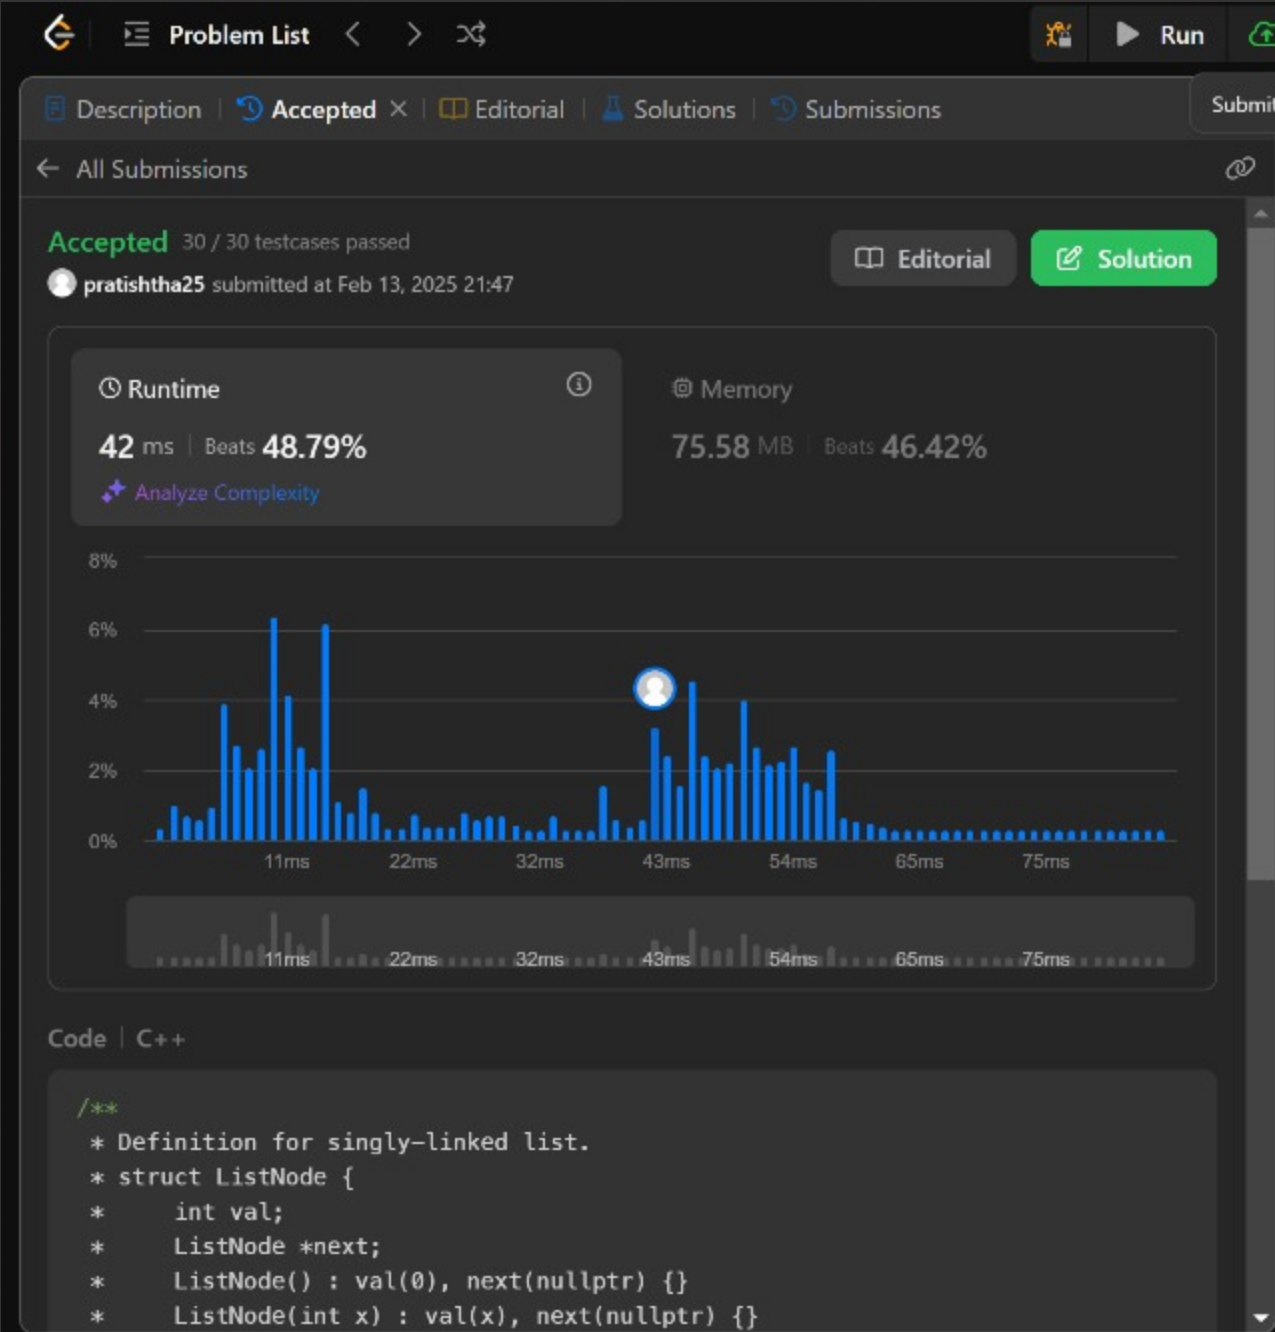 Problem List
Run
Description | Accepted × | Editorial | Solutions | Submissions
Submit
All Submissions
Accepted 30 / 30 testcases passed
pratishtha25 submitted at Feb 13, 2025 21:47
Editorial
Solution
Runtime
42 ms | Beats 48.79%
Analyze Complexity
Memory
75.58 MB | Beats 46.42%
8%
6%
4%
2%
0%
11ms 22ms 32ms 43ms 54ms 65ms 75ms
11ms 22ms 32ms 43ms 54ms 65ms 75ms
Code | C++
/**
 * Definition for singly-linked list.
 * struct ListNode {
 *     int val;
 *     ListNode *next;
 *     ListNode() : val(0), next(nullptr) {}
 *     ListNode(int x) : val(x), next(nullptr) {}